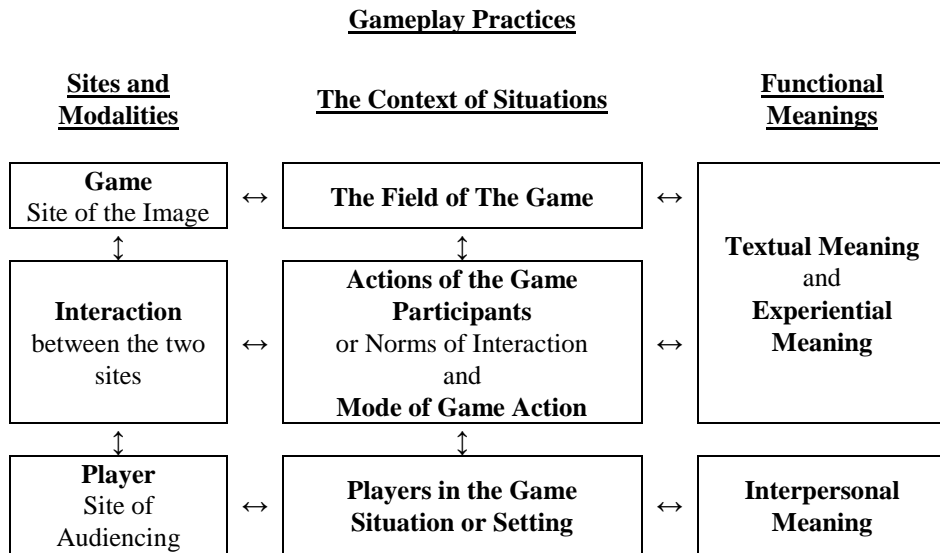 Gameplay Practices
Sites and
Modalities
The Context of Situations
Functional
Meanings
Game
Site of the Image
↔
The Field of The Game
↔
Textual Meaning
and
Experiential
Meaning
↕
↕
Interaction
between the two
sites
↔
Actions of the Game
Participants
or Norms of Interaction
and
Mode of Game Action
↔
↕
↕
Player
Site of
Audiencing
↔
Players in the Game
Situation or Setting
↔
Interpersonal
Meaning